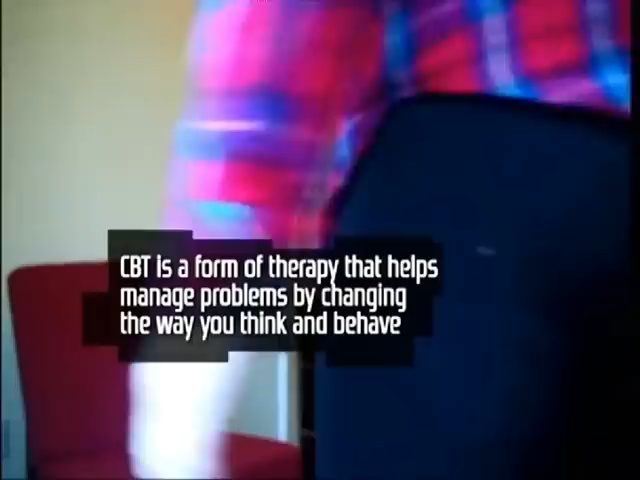 CBT is a form of therapy that helps
manage problems by changing
the way you think and behave